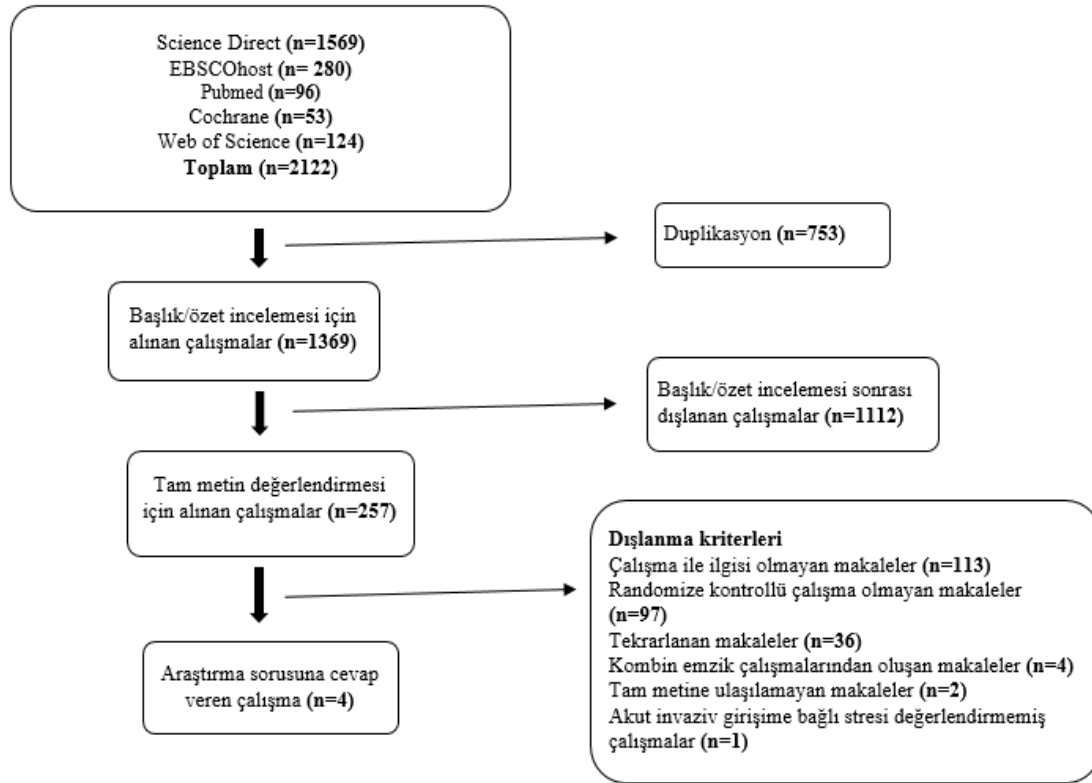 Science Direct (n=1569)
EBSCOhost (n= 280)
Pubmed (n=96)
Cochrane (n=53)
Web of Science (n=124)
Toplam (n=2122)
Duplikasyon (n=753)
Başlık/özet incelemesi için
alınan çalışmalar (n=1369)
Başlık/özet incelemesi sonrası
dışlanan çalışmalar (n=1112)
Tam metin değerlendirmesi
için alınan çalışmalar (n=257)
Dışlanma kriterleri
Çalışma ile ilgisi olmayan makaleler (n=113)
Randomize kontrollü çalışma olmayan makaleler
(n=97)
Tekrarlanan makaleler (n=36)
Kombin emzik çalışmalarından oluşan makaleler (n=4)
Tam metine ulaşılamayan makaleler (n=2)
Akut invaziv girişime bağlı stresi değerlendirmemiş
çalışmalar (n=1)
Araştırma sorusuna cevap
veren çalışma (n=4)